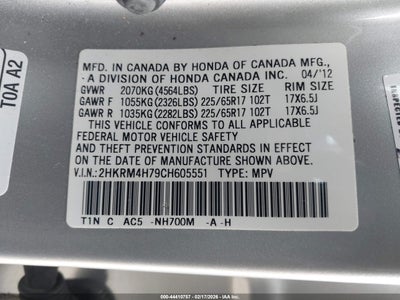 MFD. IN CANADA BY HONDA OF CANADA MFG.,
- A DIVISION OF HONDA CANADA INC. 04/'12
GVWR 2070KG (4564LBS) TIRE SIZE RIM SIZE
GAWR F 1055KG (2326LBS) 225/65R17 102T 17X6.5J
GAWR R 1035KG (2282LBS) 225/65R17 102T 17X6.5J
THIS VEHICLE CONFORMS TO ALL APPLICABLE
FEDERAL MOTOR VEHICLE SAFETY
AND THEFT PREVENTION STANDARDS IN EFFECT ON
THE DATE OF MANUFACTURE SHOWN ABOVE.
V.I.N.: 2HKRM4H79CH605551 TYPE: MPV
T1N C AC5 -NH700M -A-H
TOA A2
000-44410757 - 02/17/2026 - IAAI BRANDED